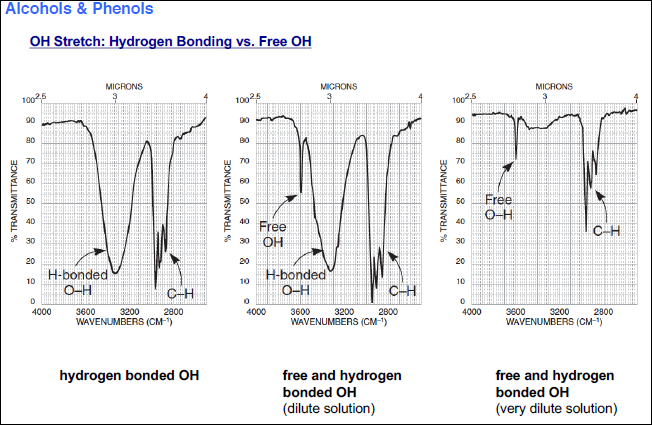 Alcohols & Phenols
OH Stretch: Hydrogen Bonding vs. Free OH
MICRONS
2.5 3 4
100
90
80
70
60
50
40
30
20
10
0
% TRANSMITTANCE
H-bonded
O–H
C–H
4000 3600 3200 2800
WAVENUMBERS (CM⁻¹)
hydrogen bonded OH
MICRONS
2.5 3 4
100
90
80
70
60
50
40
30
20
10
0
% TRANSMITTANCE
Free
OH
H-bonded
O–H
C–H
4000 3600 3200 2800
WAVENUMBERS (CM⁻¹)
free and hydrogen
bonded OH
(dilute solution)
MICRONS
2.5 3 4
100
90
80
70
60
50
40
30
20
10
0
% TRANSMITTANCE
Free
O–H
C–H
4000 3600 3200 2800
WAVENUMBERS (CM⁻¹)
free and hydrogen
bonded OH
(very dilute solution)